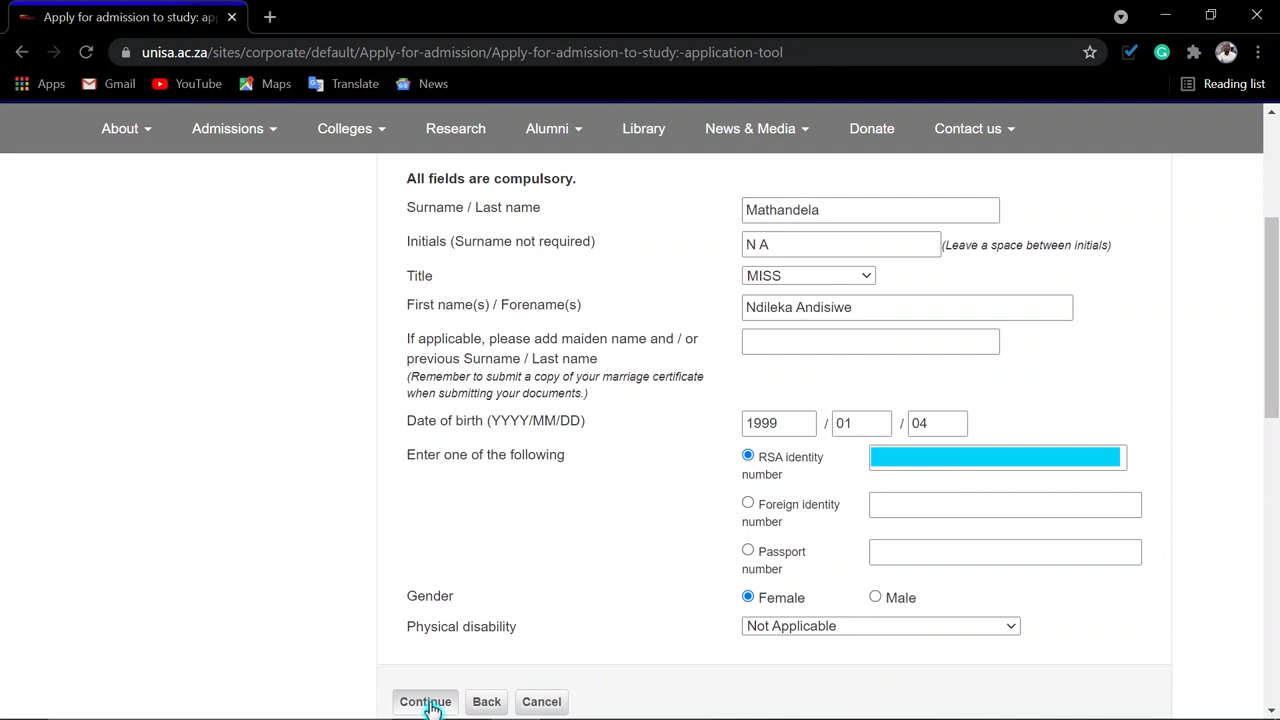 Apply for admission to study: ap
unisa.ac.za/sites/corporate/default/Apply-for-admission/Apply-for-admission-to-study:-application-tool
Apps Gmail YouTube Maps Translate News Reading list
About Admissions Colleges Research Alumni Library News & Media Donate Contact us
All fields are compulsory.
Surname / Last name Mathandela
Initials (Surname not required) N A (Leave a space between initials)
Title MISS
First name(s) / Forename(s) Ndileka Andisiwe
If applicable, please add maiden name and / or
previous Surname / Last name
(Remember to submit a copy of your marriage certificate
when submitting your documents.)
Date of birth (YYYY/MM/DD) 1999 / 01 / 04
Enter one of the following RSA identity
number
Foreign identity
number
Passport
number
Gender Female Male
Physical disability Not Applicable
Continue Back Cancel